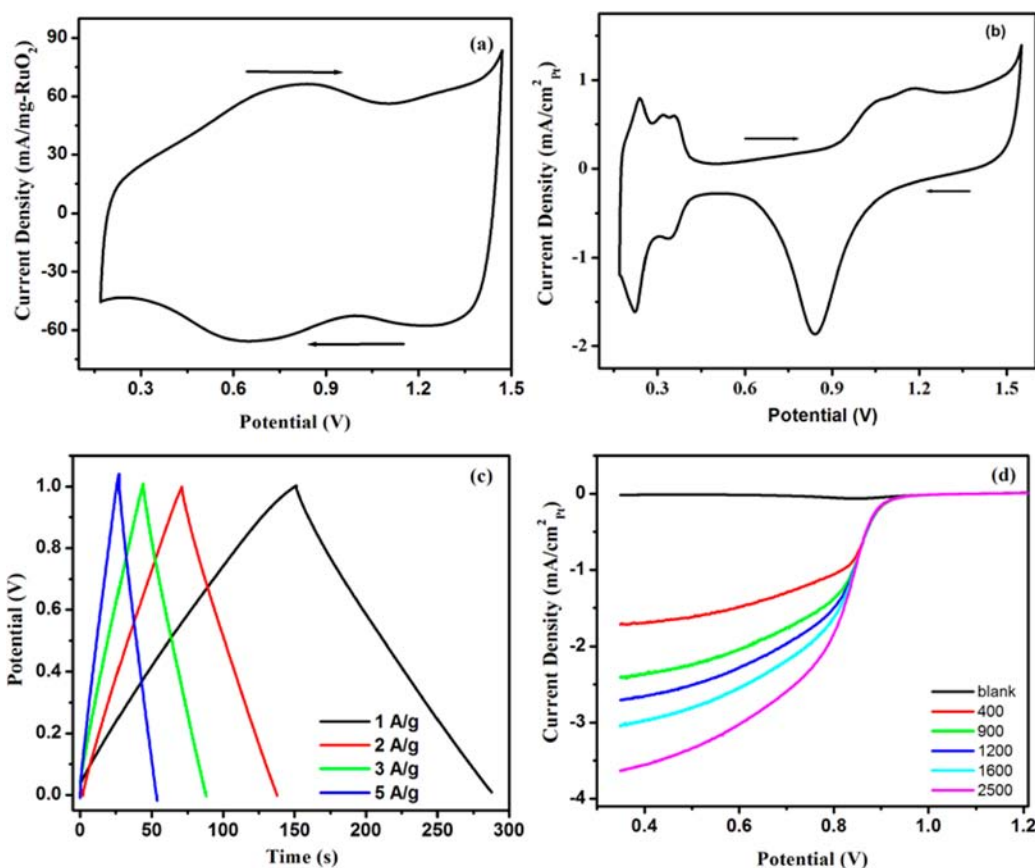 (a)
Current Density (mA/mg-RuO2)
90
60
30
0
-30
-60
0.3 0.6 0.9 1.2 1.5
Potential (V)
(b)
Current Density (mA/cm2Pt)
1
0
-1
-2
0.3 0.6 0.9 1.2 1.5
Potential (V)
(c)
Potential (V)
1.0
0.8
0.6
0.4
0.2
0.0
1 A/g
2 A/g
3 A/g
5 A/g
0 50 100 150 200 250 300
Time (s)
(d)
Current Density (mA/cm2Pt)
0
-1
-2
-3
-4
blank
400
900
1200
1600
2500
0.4 0.6 0.8 1.0 1.2
Potential (V)